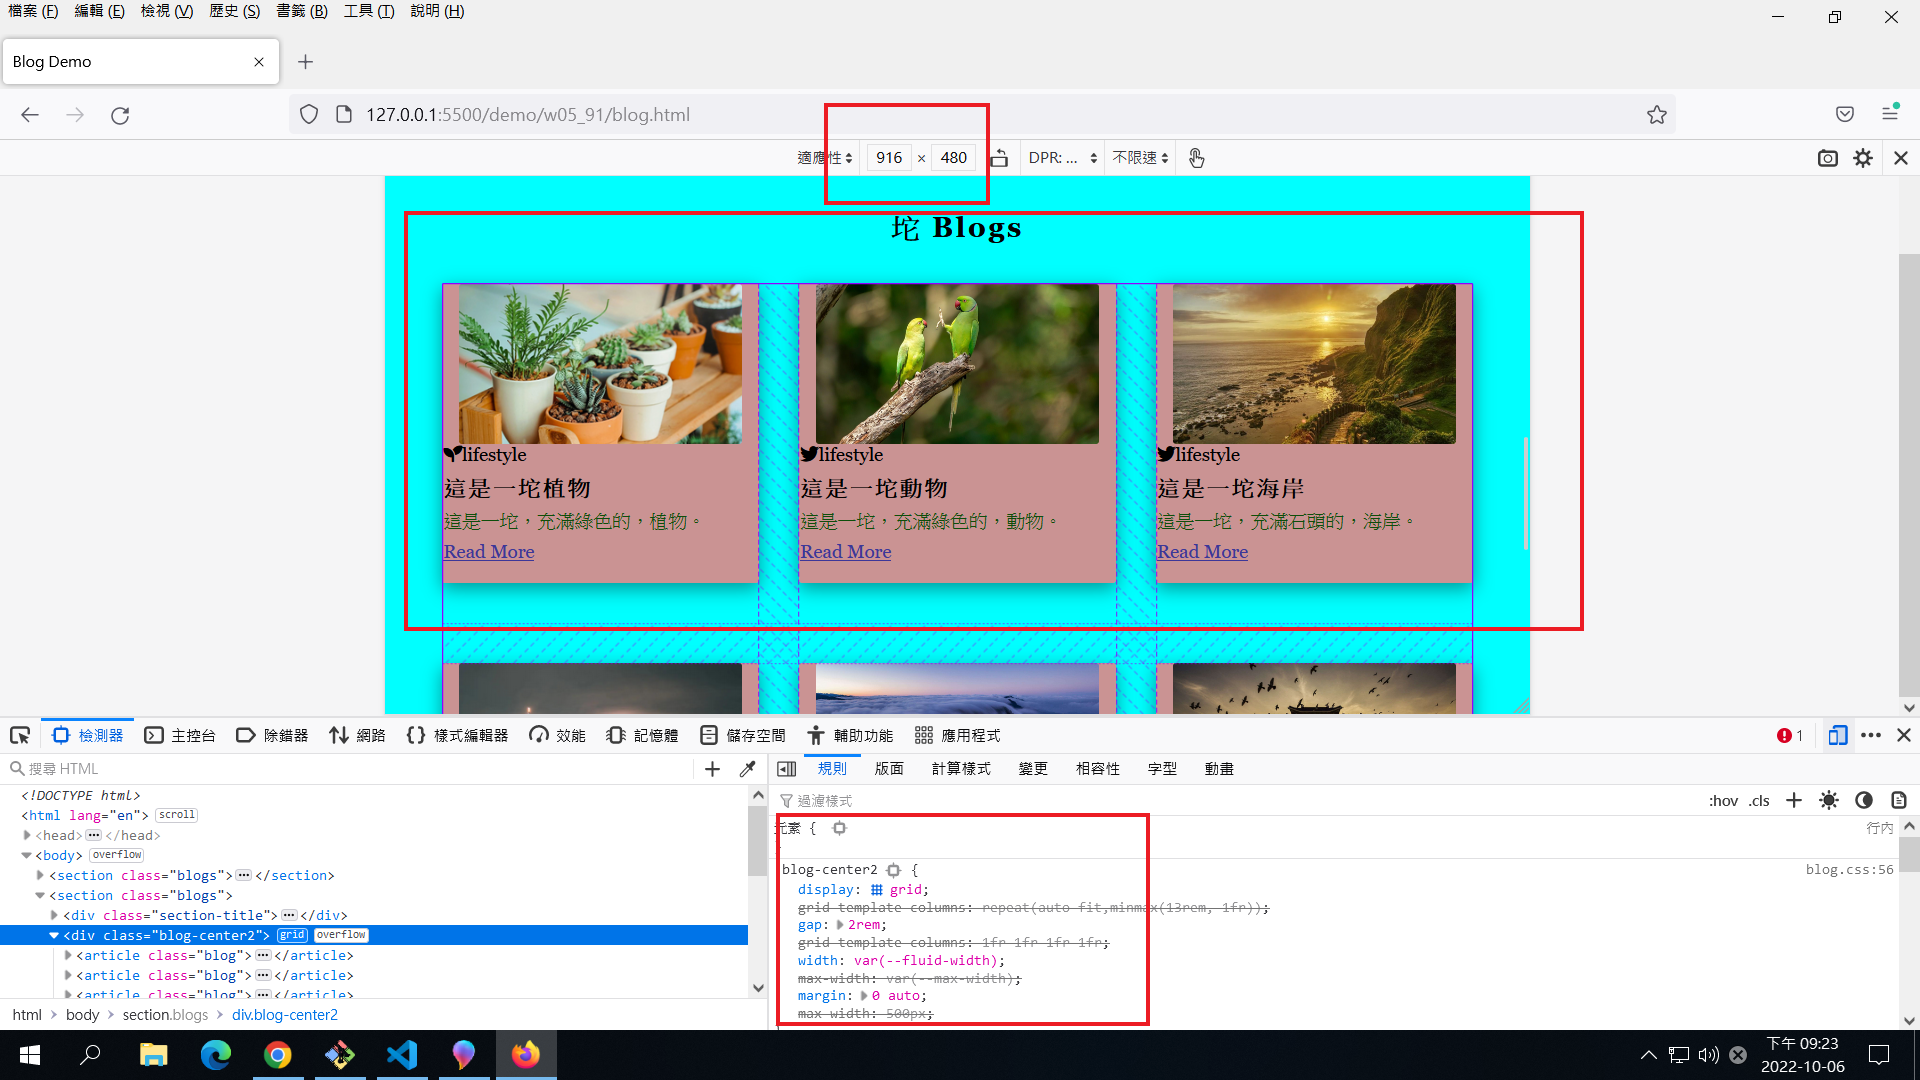 檔案 (F) 編輯 (E) 檢視 (V) 歷史 (S) 書籤 (B) 工具 (T) 說明 (H)
Blog Demo
127.0.0.1:5500/demo/w05_91/blog.html
適應性 916 × 480 DPR: ... 不限速
坨 Blogs
lifestyle
這是一坨植物
這是一坨，充滿綠色的，植物。
Read More
lifestyle
這是一坨動物
這是一坨，充滿綠色的，動物。
Read More
lifestyle
這是一坨海岸
這是一坨，充滿石頭的，海岸。
Read More
檢測器 主控台 除錯器 網路 樣式編輯器 效能 記憶體 儲存空間 輔助功能 應用程式 1
搜尋 HTML
<!DOCTYPE html>
<html lang="en"> scroll
<head> ••• </head>
<body> overflow
<section class="blogs"> ••• </section>
<section class="blogs">
<div class="section-title"> ••• </div>
<div class="blog-center2"> grid overflow
<article class="blog"> ••• </article>
<article class="blog"> ••• </article>
<article class="blog"> ••• </article>
html > body > section.blogs > div.blog-center2
規則 版面 計算樣式 變更 相容性 字型 動畫
過濾樣式 :hov .cls
元素 { 行內
}
blog-center2 { blog.css:56
display: grid;
grid-template-columns: repeat(auto-fit,minmax(13rem, 1fr));
gap: 2rem;
grid-template-columns: 1fr 1fr 1fr 1fr;
width: var(--fluid-width);
max-width: var(--max-width);
margin: 0 auto;
max-width: 500px;
下午 09:23
2022-10-06